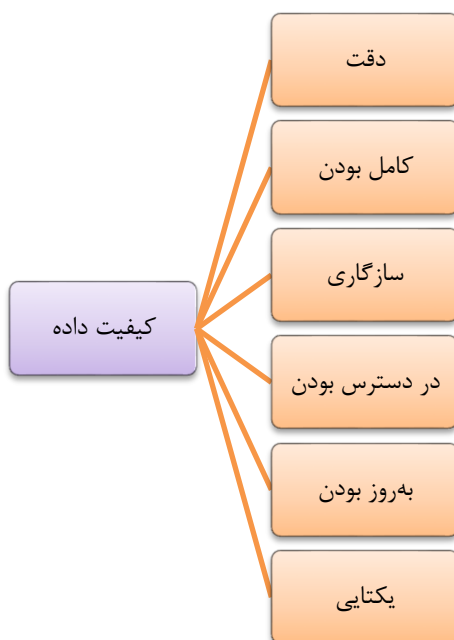 دقت
کامل بودن
سازگاری
کیفیت داده
در دسترس بودن
به‌روز بودن
یکتایی